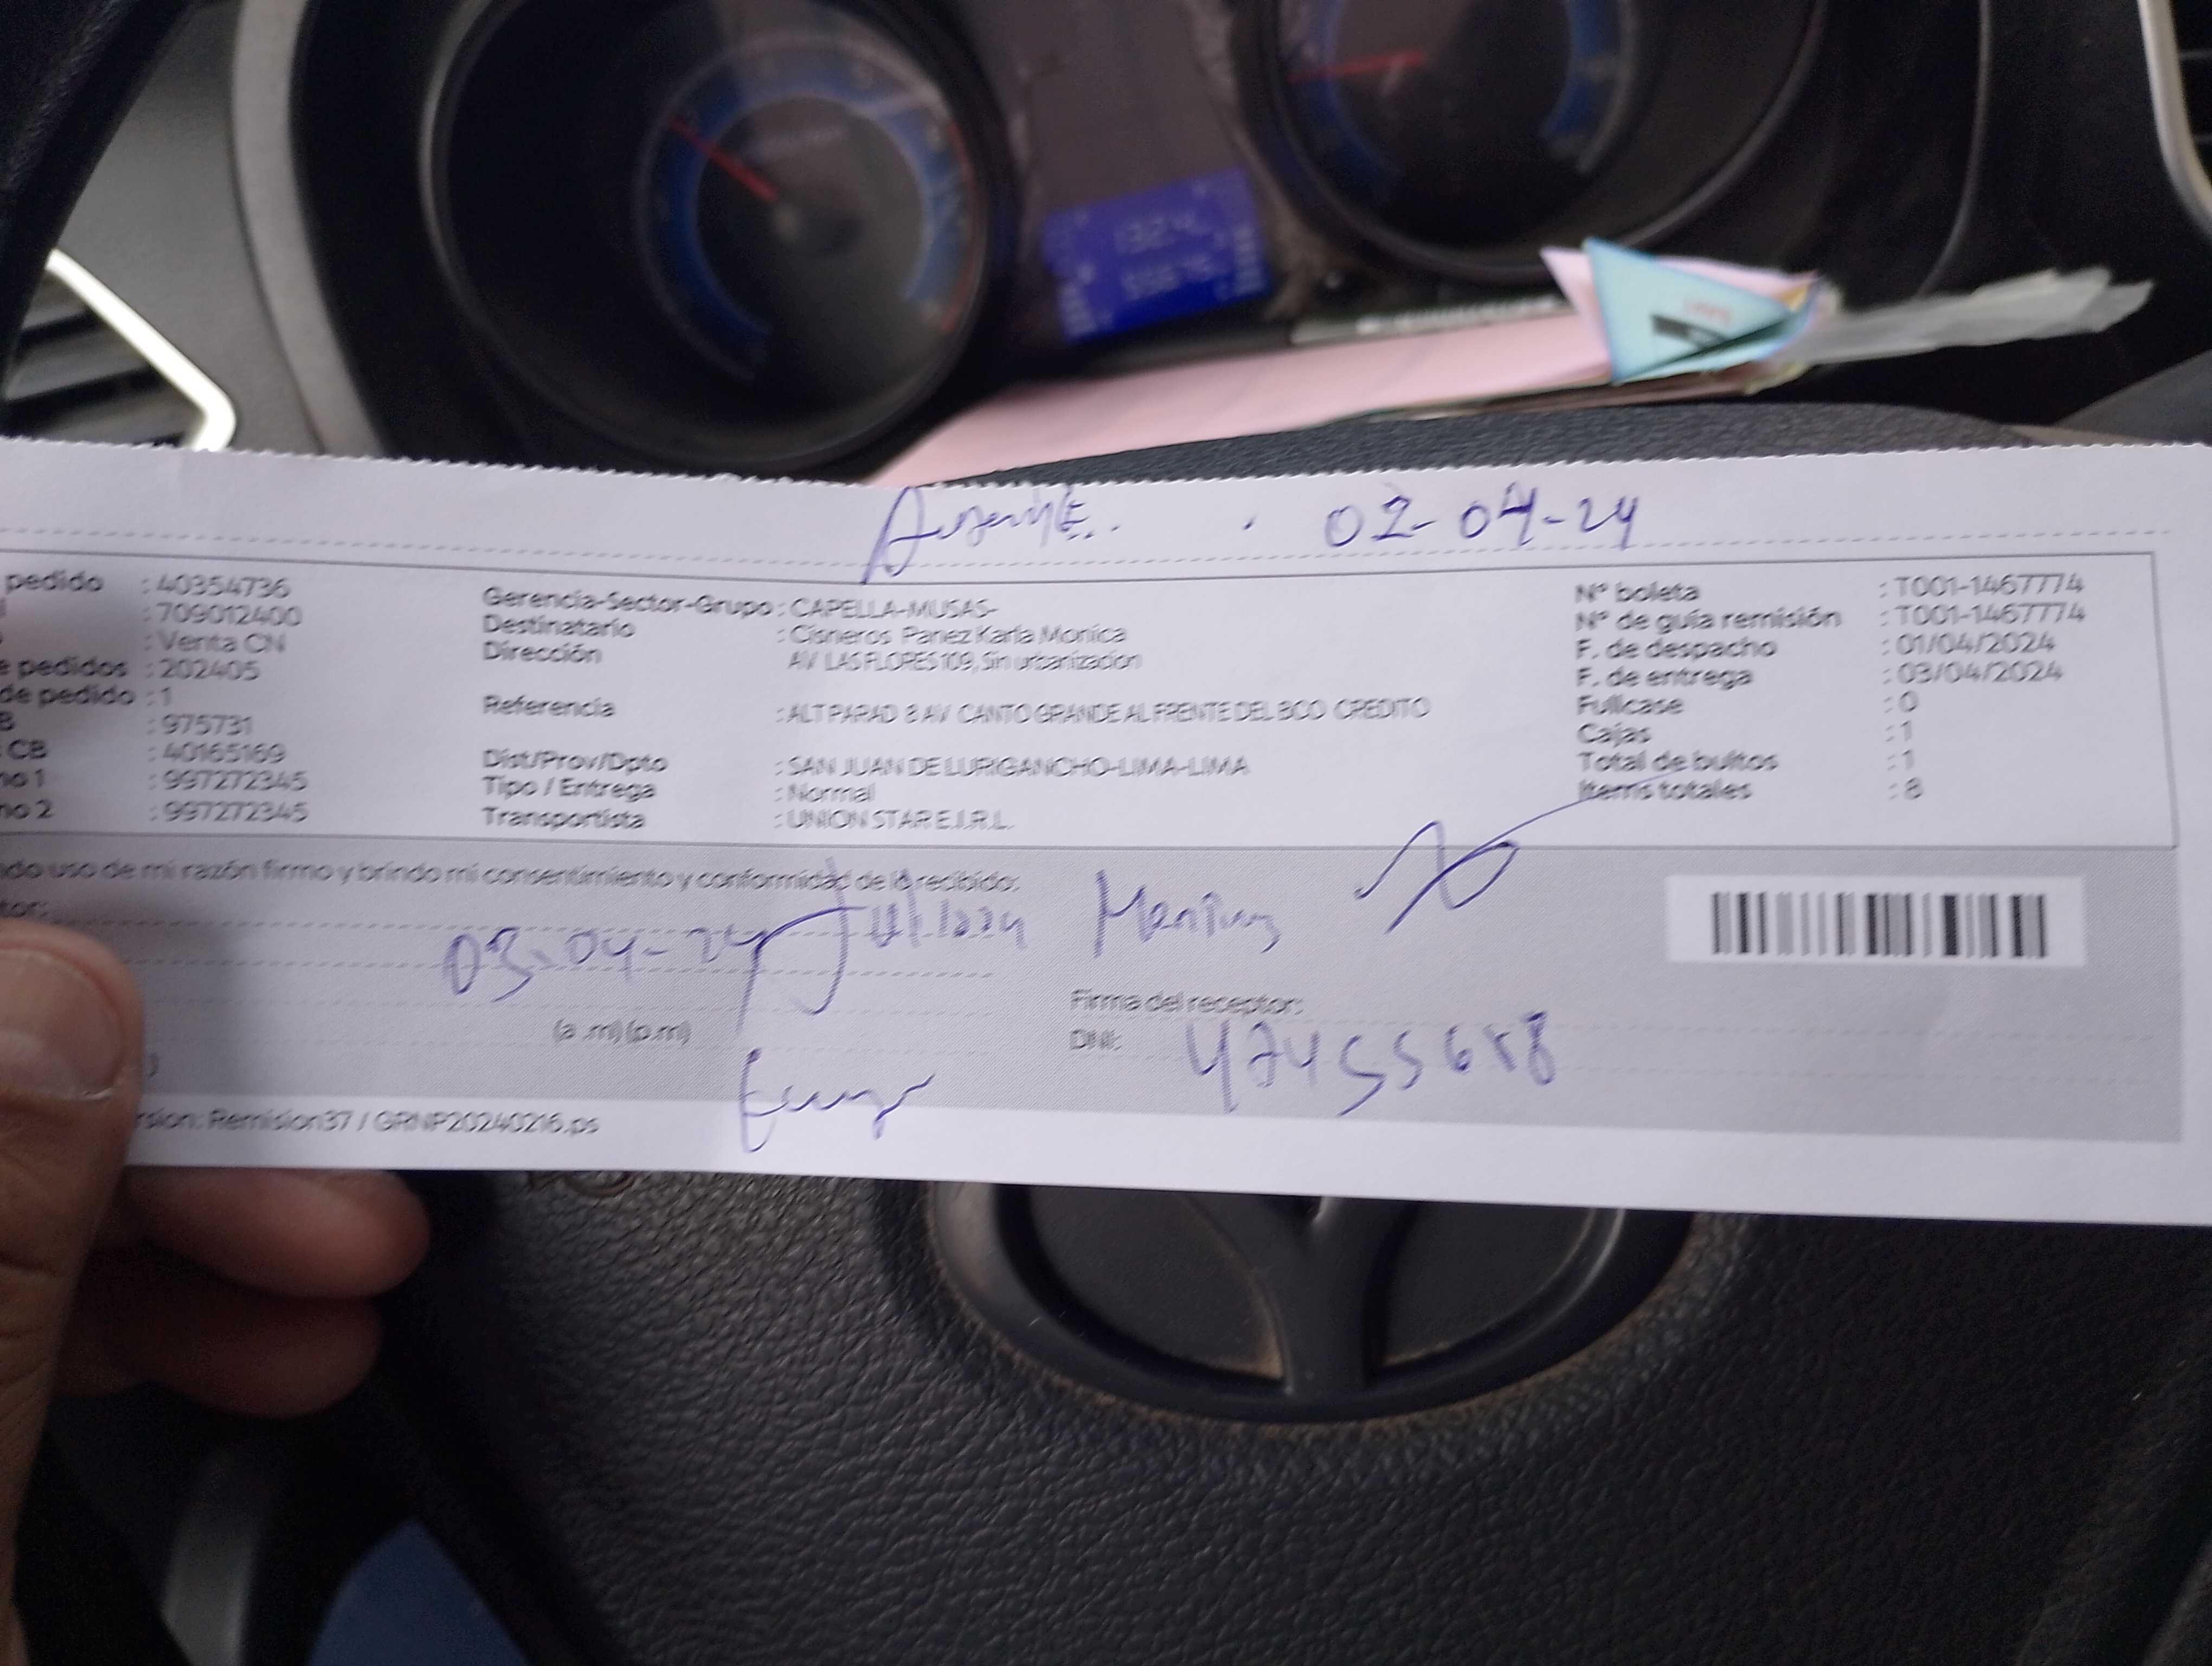 Ausente.. . 02-04-24
pedido : 40354736
: 709012400
: Venta CN
e pedidos : 202405
de pedido : 1
B : 975731
CB : 40165169
no 1 : 997272345
no 2 : 997272345
Gerencia-Sector-Grupo : CAPELLA-MUSAS-
Destinatario : Cisneros Panez Karla Monica
Dirección AV LAS FLORES 109, Sin urbanizacion
Referencia : ALT PARAD 8 AV CANTO GRANDE AL FRENTE DEL BCO CREDITO
Dist/Prov/Dpto : SAN JUAN DE LURIGANCHO-LIMA-LIMA
Tipo / Entrega : Normal
Transportista : UNION STAR E.I.R.L.
Nº boleta : T001-1467774
Nº de guía remisión : T001-1467774
F. de despacho : 01/04/2024
F. de entrega : 03/04/2024
Fullcase : 0
Cajas : 1
Total de bultos : 1
Items totales : 8
ndo uso de mi razón firmo y brindo mi consentimiento y conformidad de lo recibido:
tor:
03-04-24
Firma del receptor:
(a .m) (p.m)
DNI: 47455688
)
rsion: Remision37 / GRNP20240216.ps